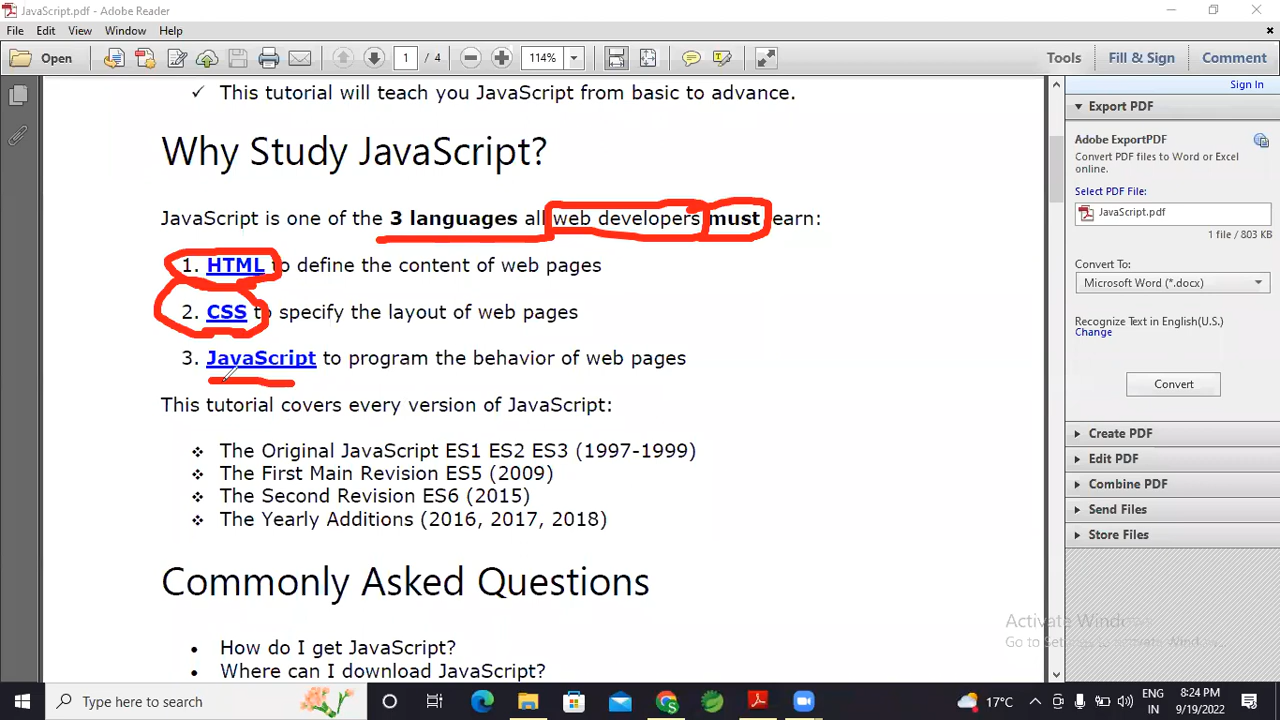 JavaScript.pdf - Adobe Reader
File Edit View Window Help
Open 1 / 4 114% Tools Fill & Sign Comment
Sign In
✓ This tutorial will teach you JavaScript from basic to advance.
Why Study JavaScript?
JavaScript is one of the 3 languages all web developers must learn:
1. HTML to define the content of web pages
2. CSS to specify the layout of web pages
3. JavaScript to program the behavior of web pages
This tutorial covers every version of JavaScript:
❖ The Original JavaScript ES1 ES2 ES3 (1997-1999)
❖ The First Main Revision ES5 (2009)
❖ The Second Revision ES6 (2015)
❖ The Yearly Additions (2016, 2017, 2018)
Commonly Asked Questions
• How do I get JavaScript?
• Where can I download JavaScript?
Export PDF
Adobe ExportPDF
Convert PDF files to Word or Excel
online.
Select PDF File:
JavaScript.pdf
1 file / 803 KB
Convert To:
Microsoft Word (*.docx)
Recognize Text in English(U.S.)
Change
Convert
Create PDF
Edit PDF
Combine PDF
Send Files
Store Files
Activate Windows
Go to Settings to activate Windows.
Type here to search
17°C
ENG
IN
8:24 PM
9/19/2022